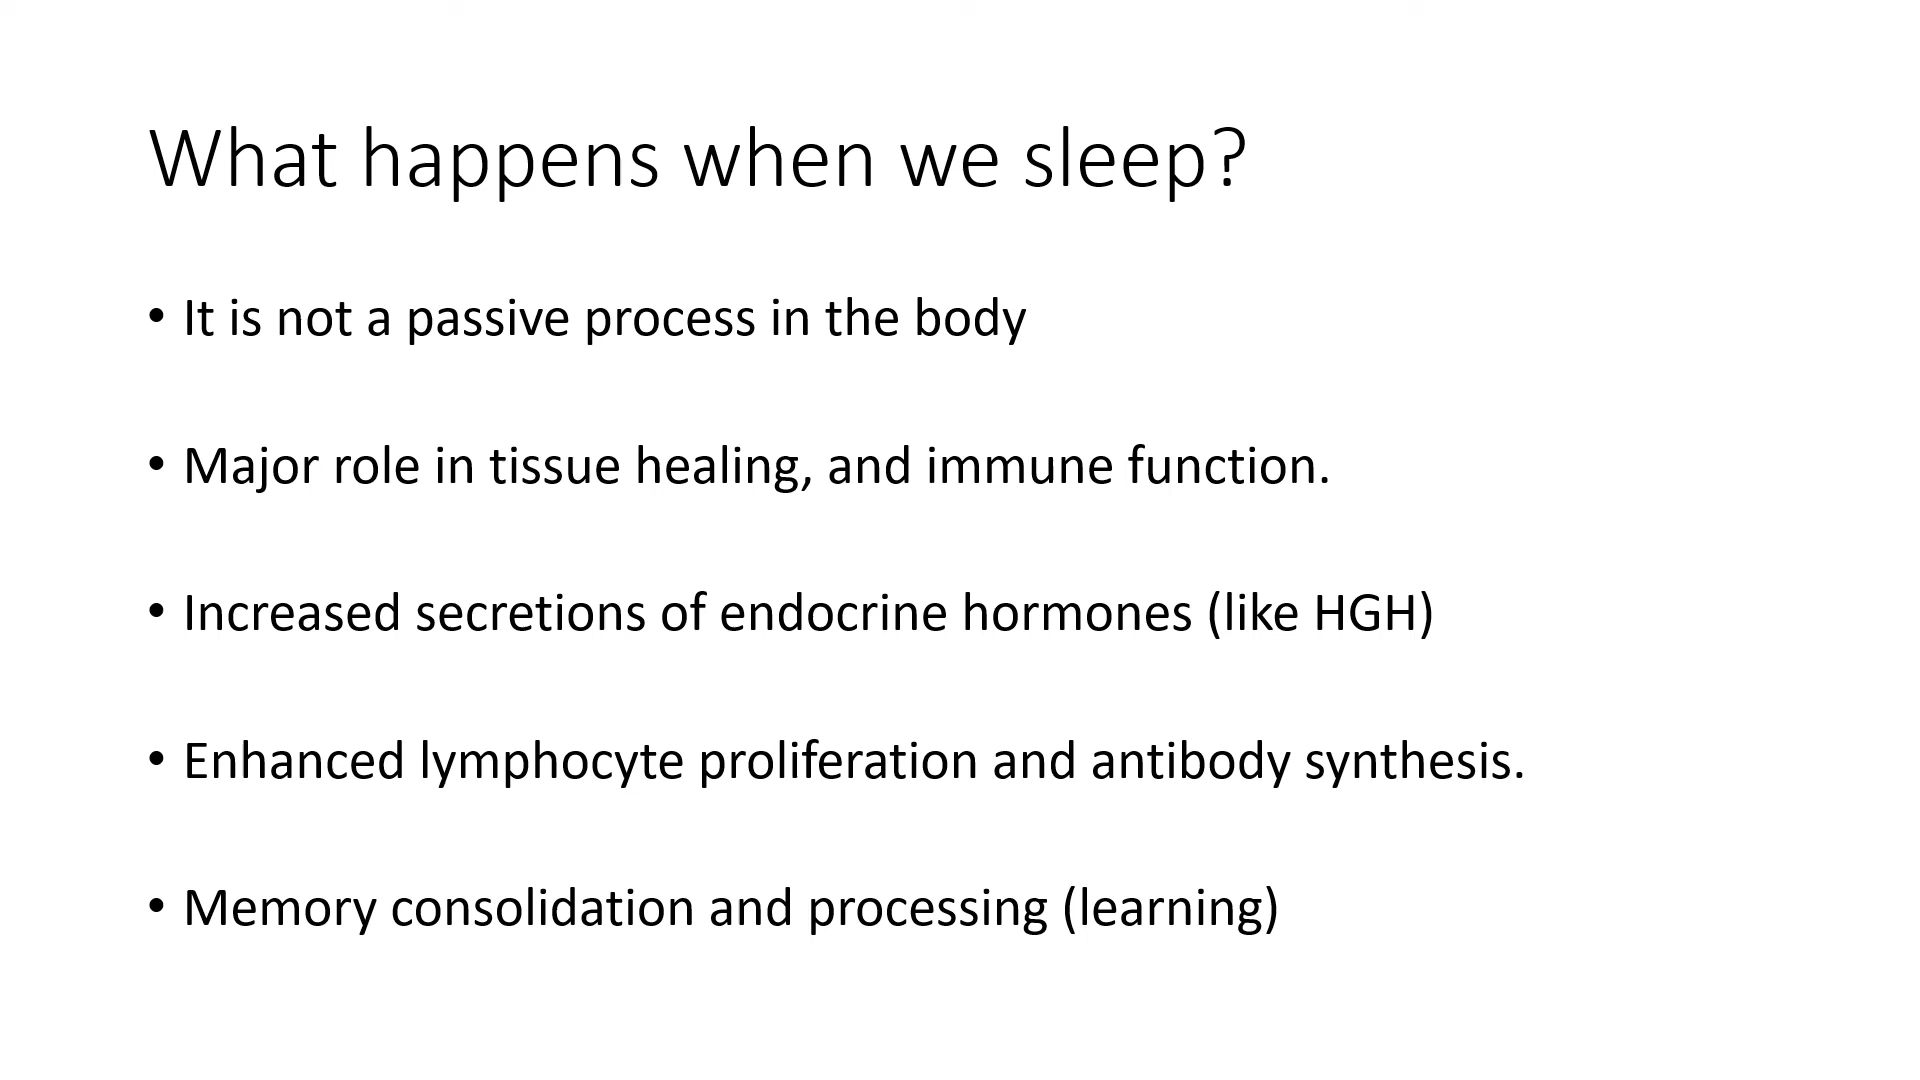 What happens when we sleep?
• It is not a passive process in the body
• Major role in tissue healing, and immune function.
• Increased secretions of endocrine hormones (like HGH)
• Enhanced lymphocyte proliferation and antibody synthesis.
• Memory consolidation and processing (learning)